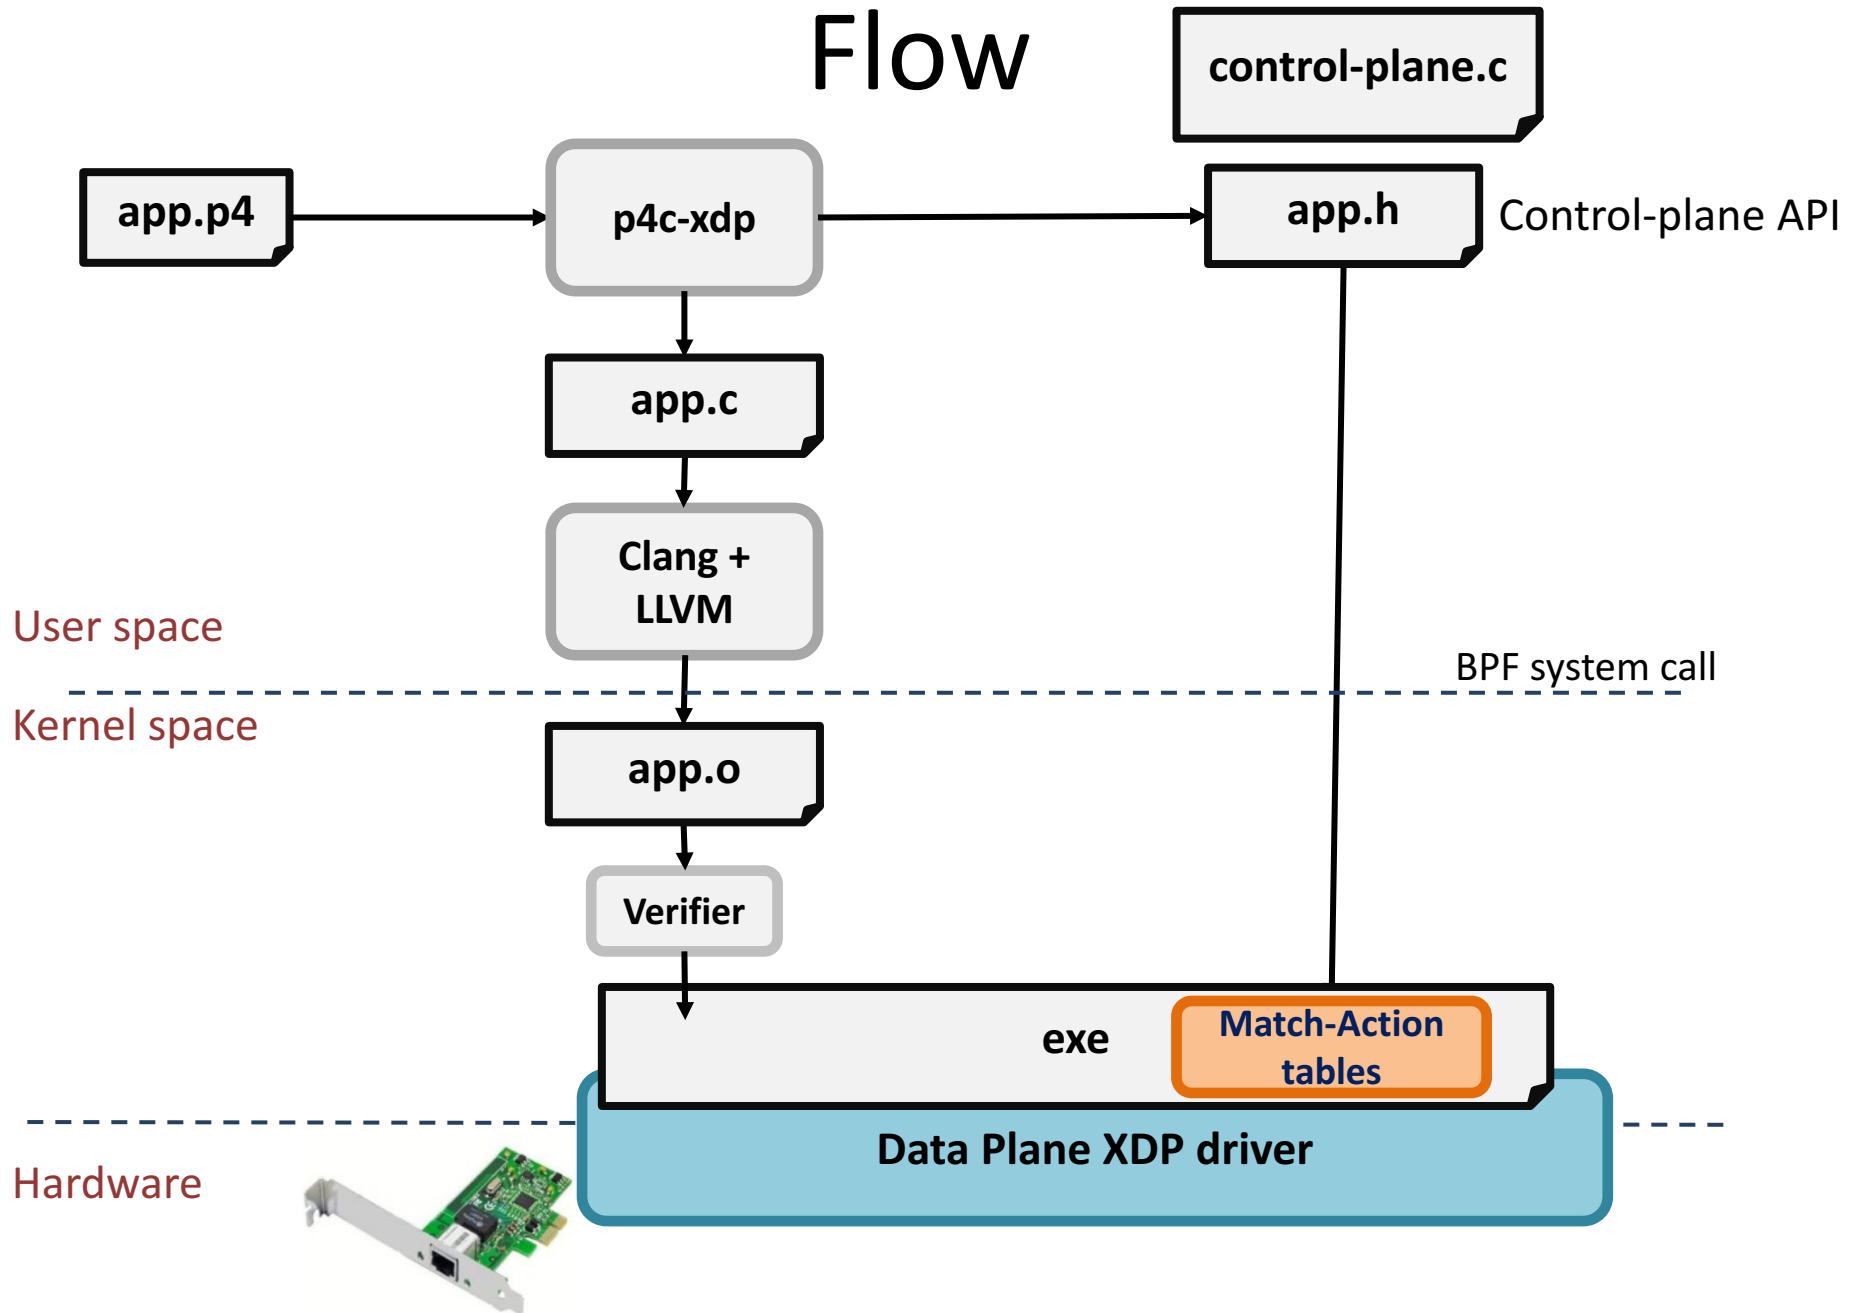 Flow
control-plane.c
app.p4
p4c-xdp
app.h
Control-plane API
app.c
Clang +
LLVM
User space
BPF system call
Kernel space
app.o
Verifier
exe
Match-Action
tables
Data Plane XDP driver
Hardware